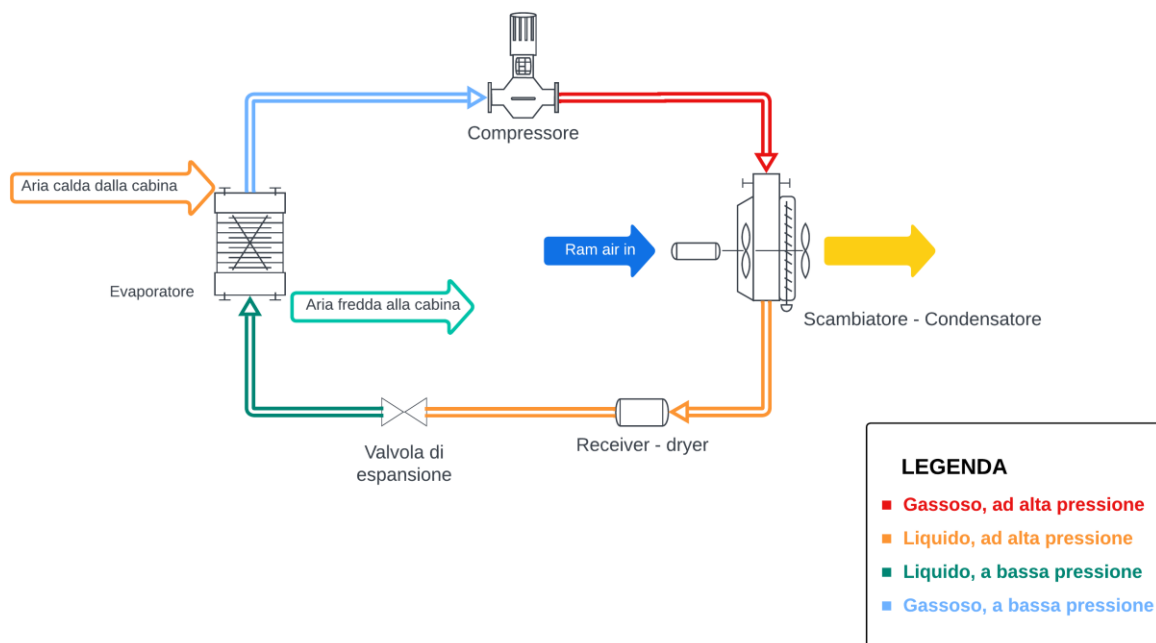 Compressore
Aria calda dalla cabina
Ram air in
Evaporatore
Aria fredda alla cabina
Scambiatore - Condensatore
Valvola di
espansione
Receiver - dryer
LEGENDA
Gassoso, ad alta pressione
Liquido, ad alta pressione
Liquido, a bassa pressione
Gassoso, a bassa pressione